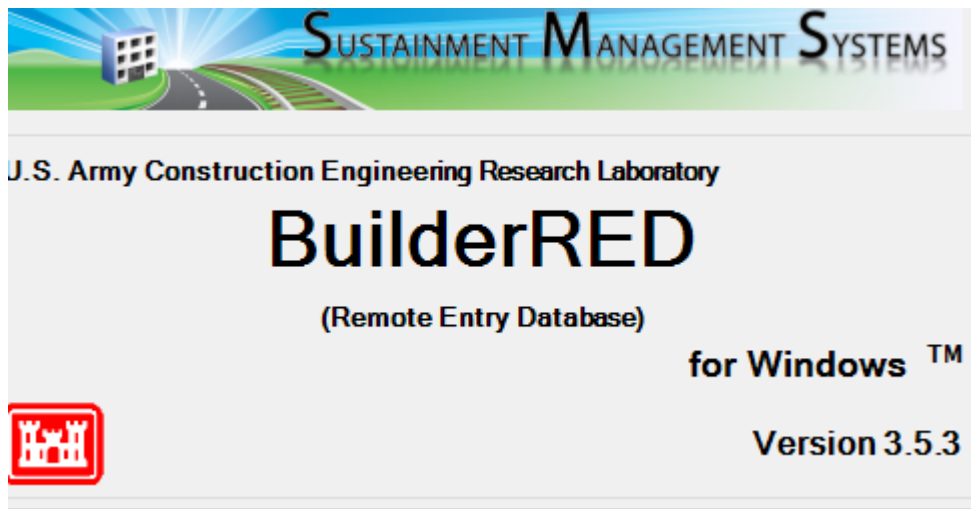 SUSTAINMENT MANAGEMENT SYSTEMS
U.S. Army Construction Engineering Research Laboratory
BuilderRED
(Remote Entry Database)
for Windows TM
Version 3.5.3